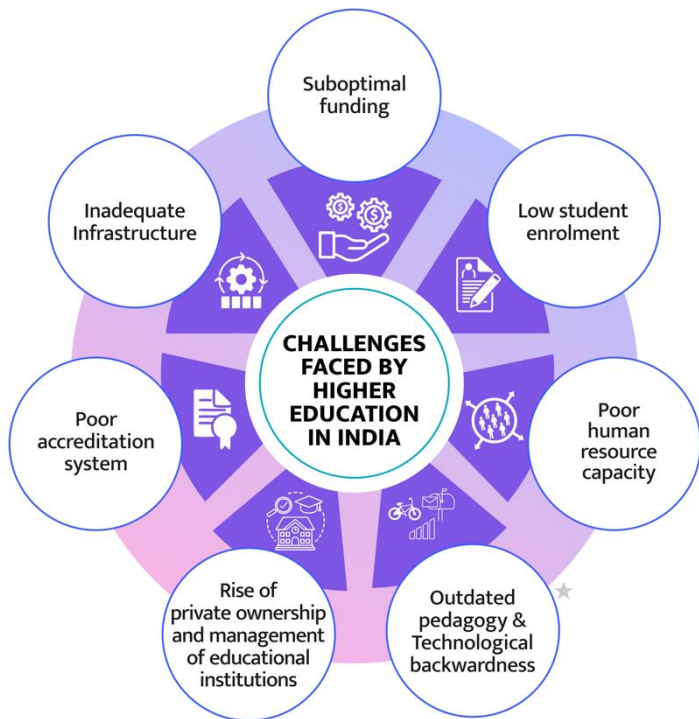 Suboptimal
funding
Inadequate
Infrastructure
Low student
enrolment
CHALLENGES
FACED BY
HIGHER
EDUCATION
IN INDIA
Poor
accreditation
system
Poor
human
resource
capacity
Rise of
private ownership
and management
of educational
institutions
Outdated
pedagogy &
Technological
backwardness